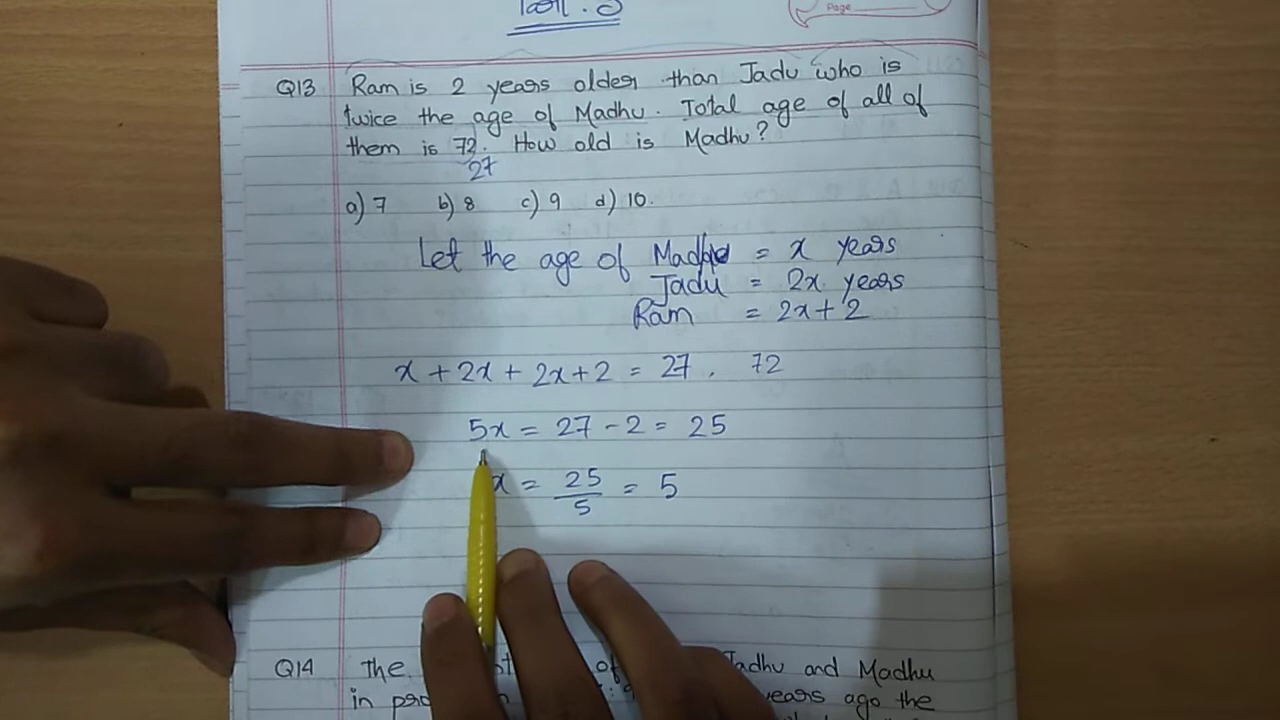 Page
Q13 Ram is 2 years older than Jadu who is
twice the age of Madhu. Total age of all of
them is 72. How old is Madhu?
27
a) 7 b) 8 c) 9 d) 10.
Let the age of Madhu = x years
Jadu = 2x years
Ram = 2x+2
x + 2x + 2x+2 = 27. 72
5x = 27 - 2 = 25
x = 25/5 = 5
Q14 The of Jadhu and Madhu
in years ago the